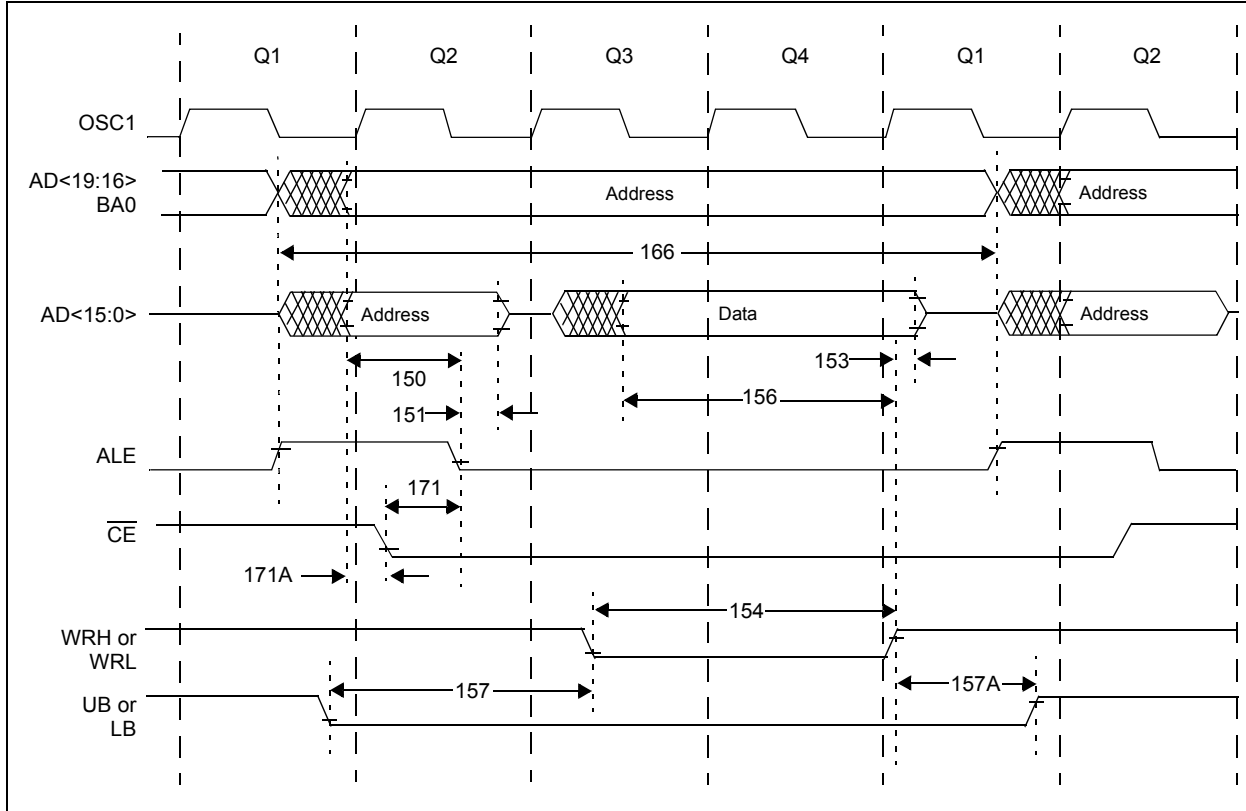 Q1 Q2 Q3 Q4 Q1 Q2
OSC1
AD<19:16>
BA0
Address
Address
166
AD<15:0>
Address
Data
Address
150
153
151
156
ALE
171
CE
171A
154
WRH or
WRL
157
157A
UB or
LB